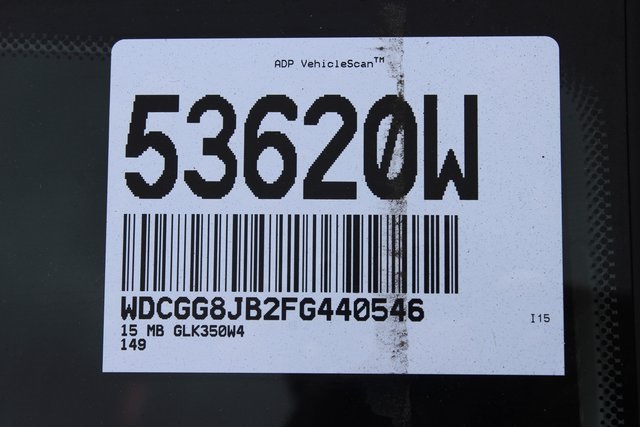 ADP VehicleScan™
53620W
WDCGG8JB2FG440546
I15
15 MB GLK350W4
149